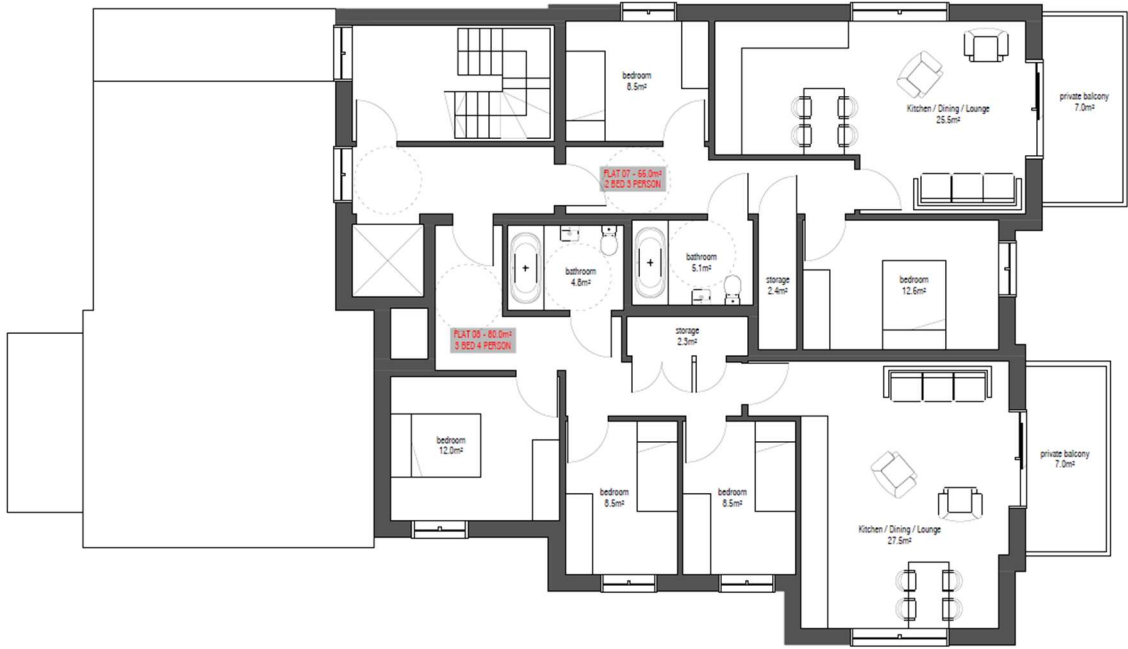 bedroom
8.5m²
Kitchen / Dining / Lounge
25.5m²
private balcony
7.0m²
FLAT 07 - 66.0m²
2 BED 3 PERSON
bathroom
5.1m²
bathroom
4.8m²
storage
2.4m²
bedroom
12.6m²
FLAT 08 - 80.0m²
3 BED 4 PERSON
storage
2.3m²
bedroom
12.0m²
private balcony
7.0m²
bedroom
8.5m²
bedroom
8.5m²
Kitchen / Dining / Lounge
27.5m²